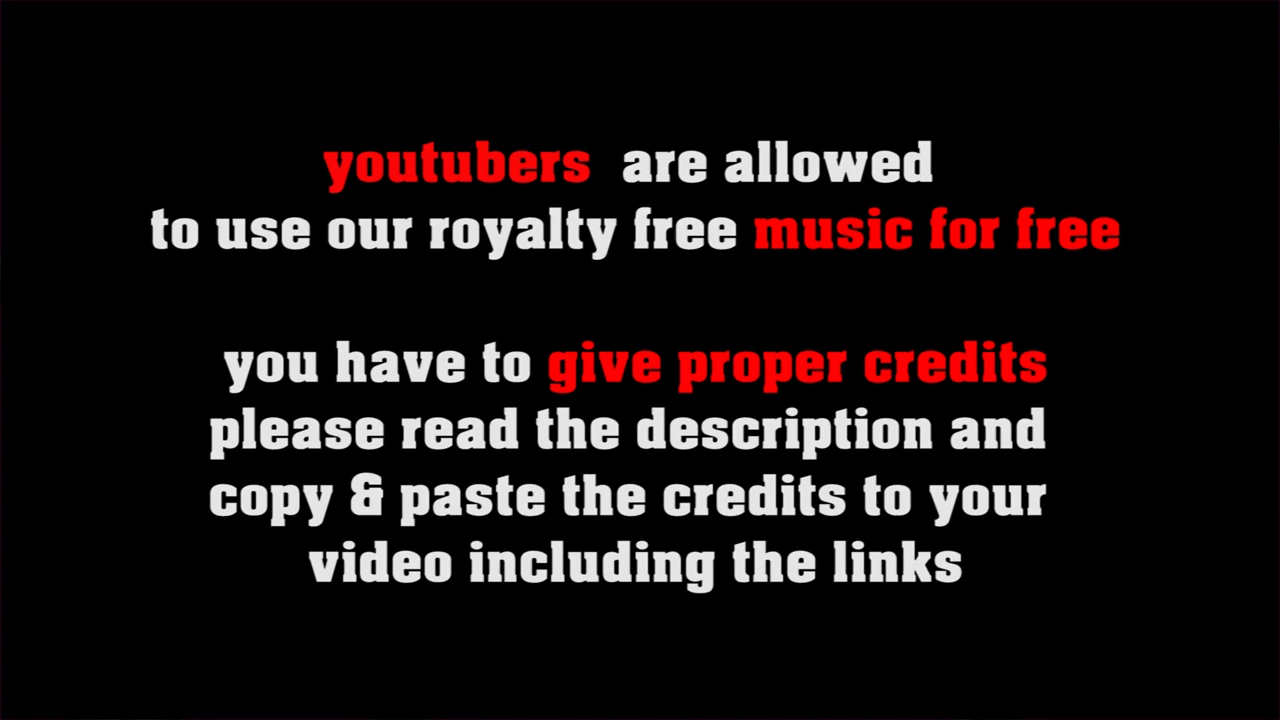 youtubers are allowed
to use our royalty free music for free
you have to give proper credits
please read the description and
copy & paste the credits to your
video including the links